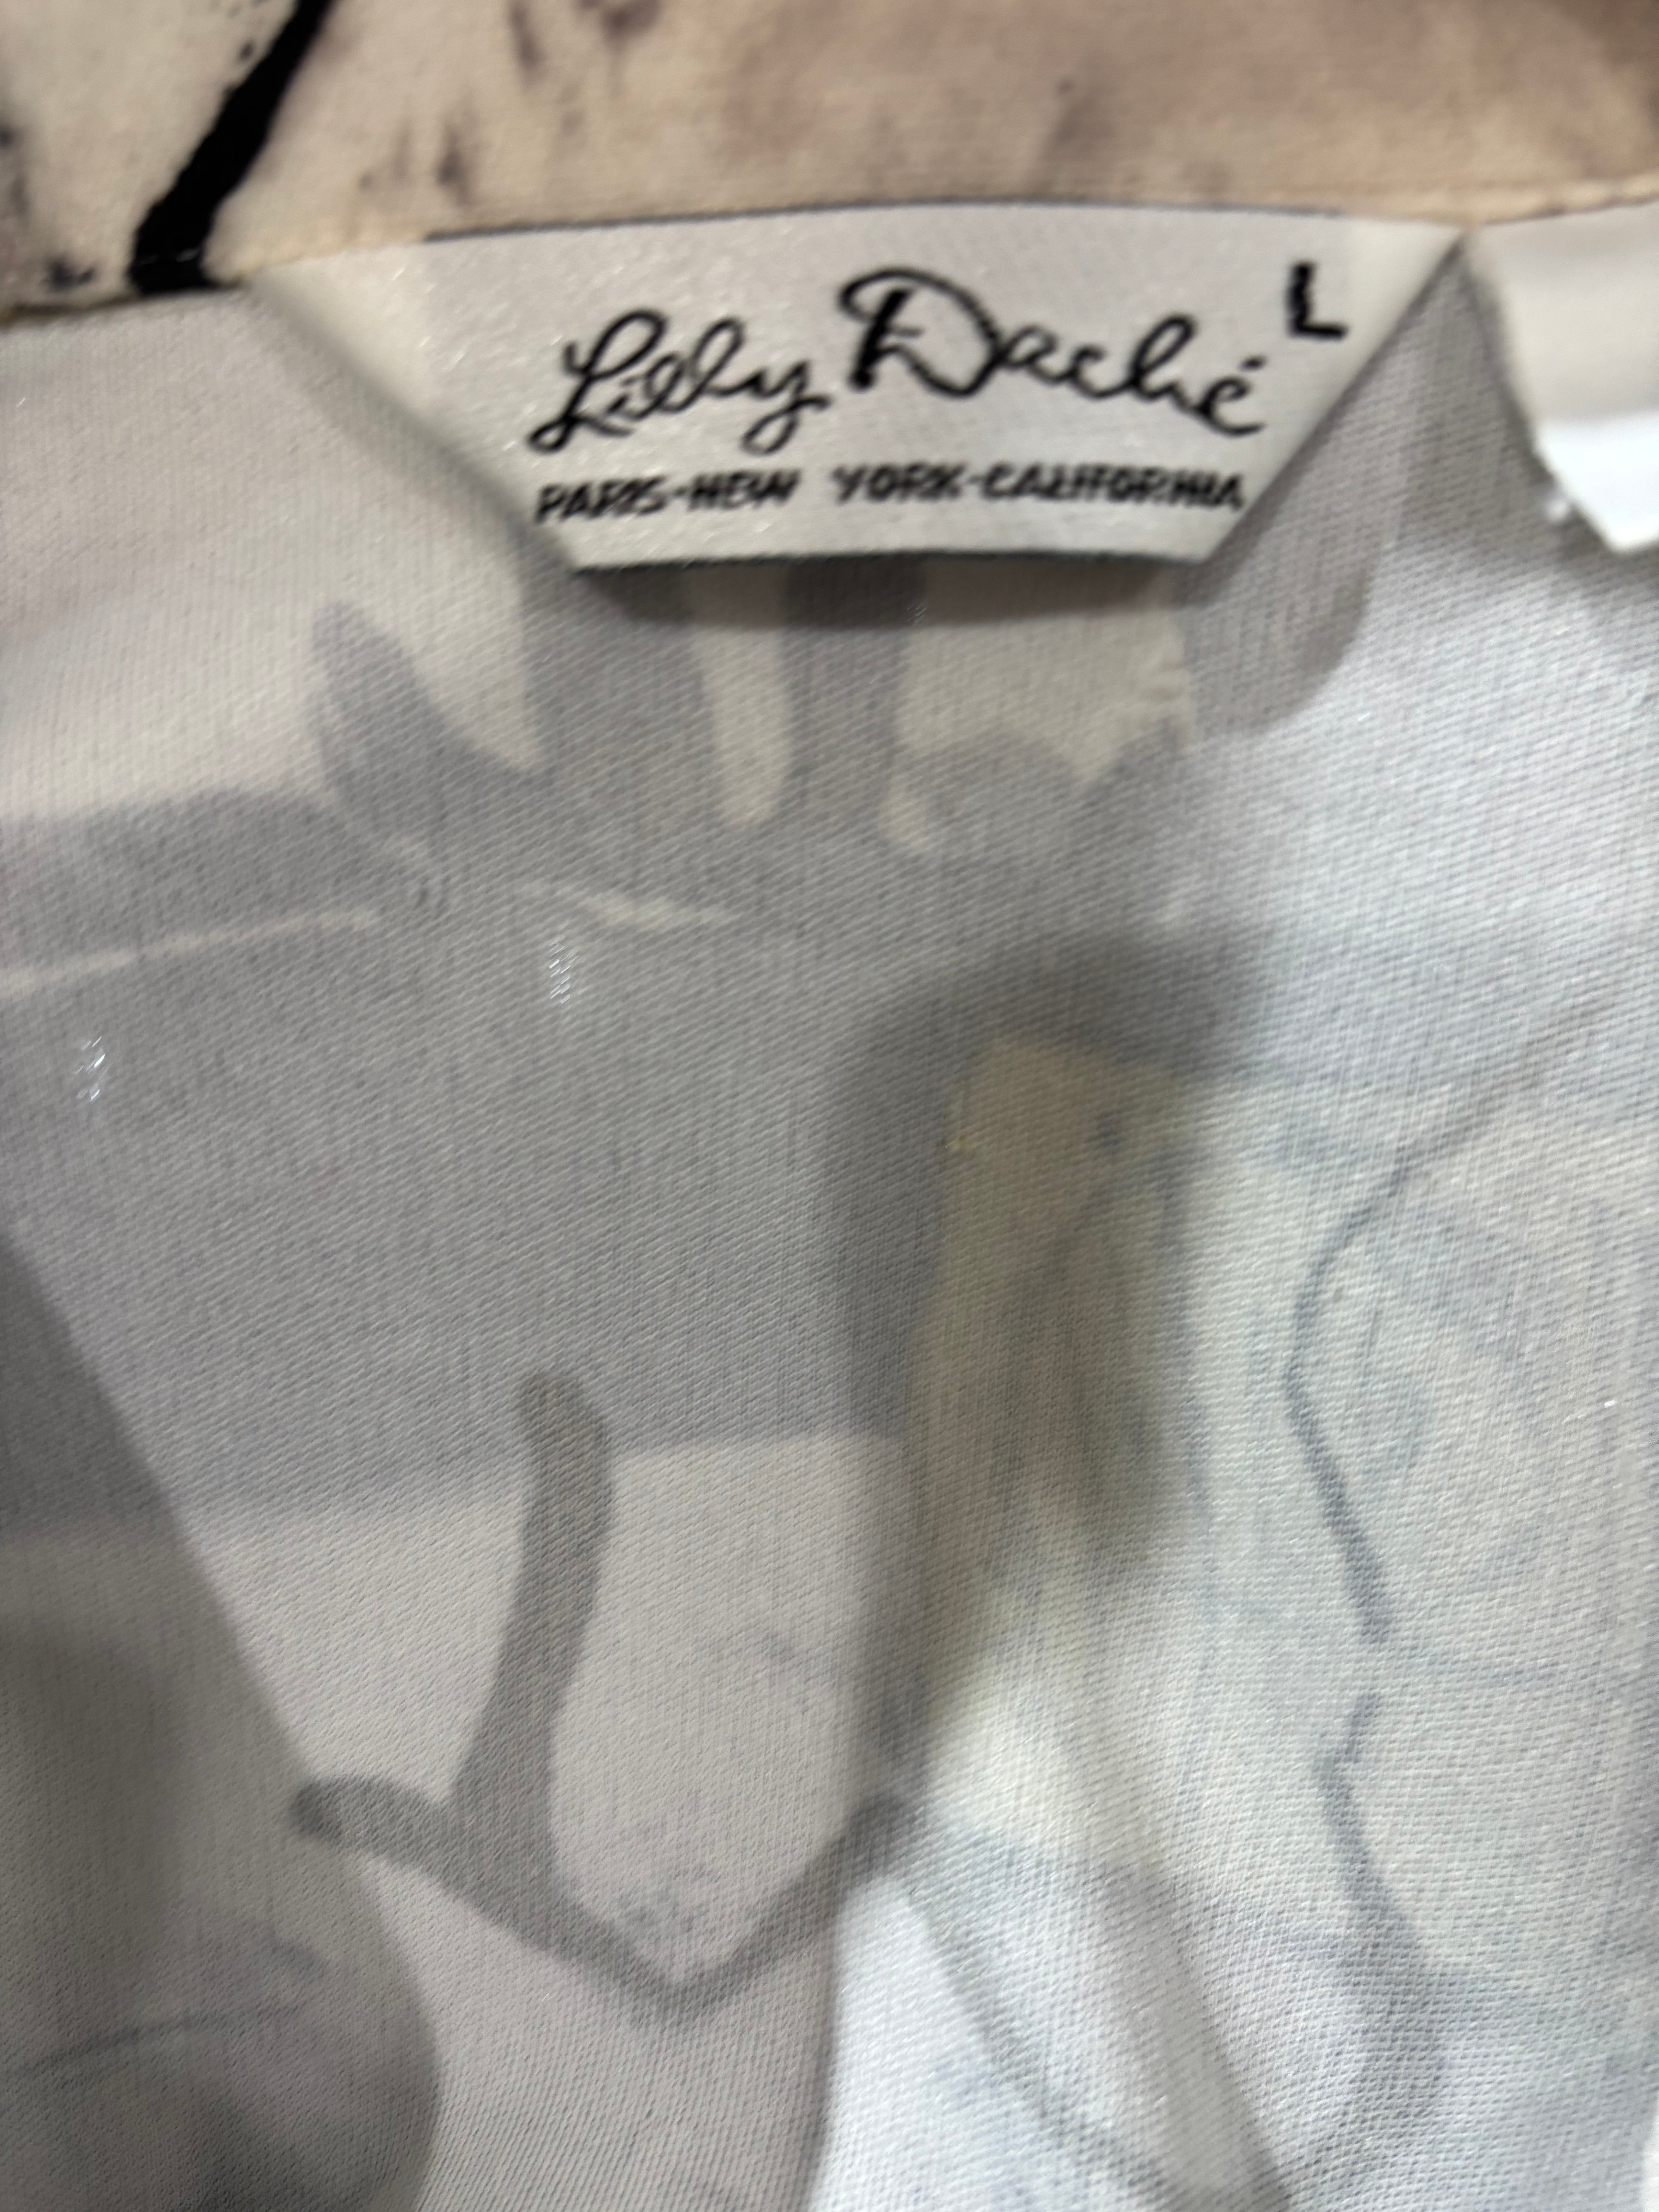 L
Lilly Daché
PARIS-NEW YORK-CALIFORNIA